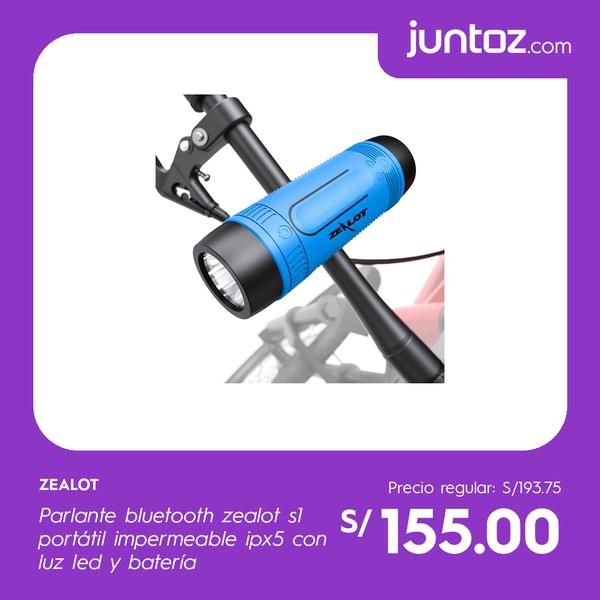 juntoz.com
ZEALOT
ZEALOT
Parlante bluetooth zealot s1
portátil impermeable ipx5 con
luz led y batería
Precio regular: S/193.75
S/155.00